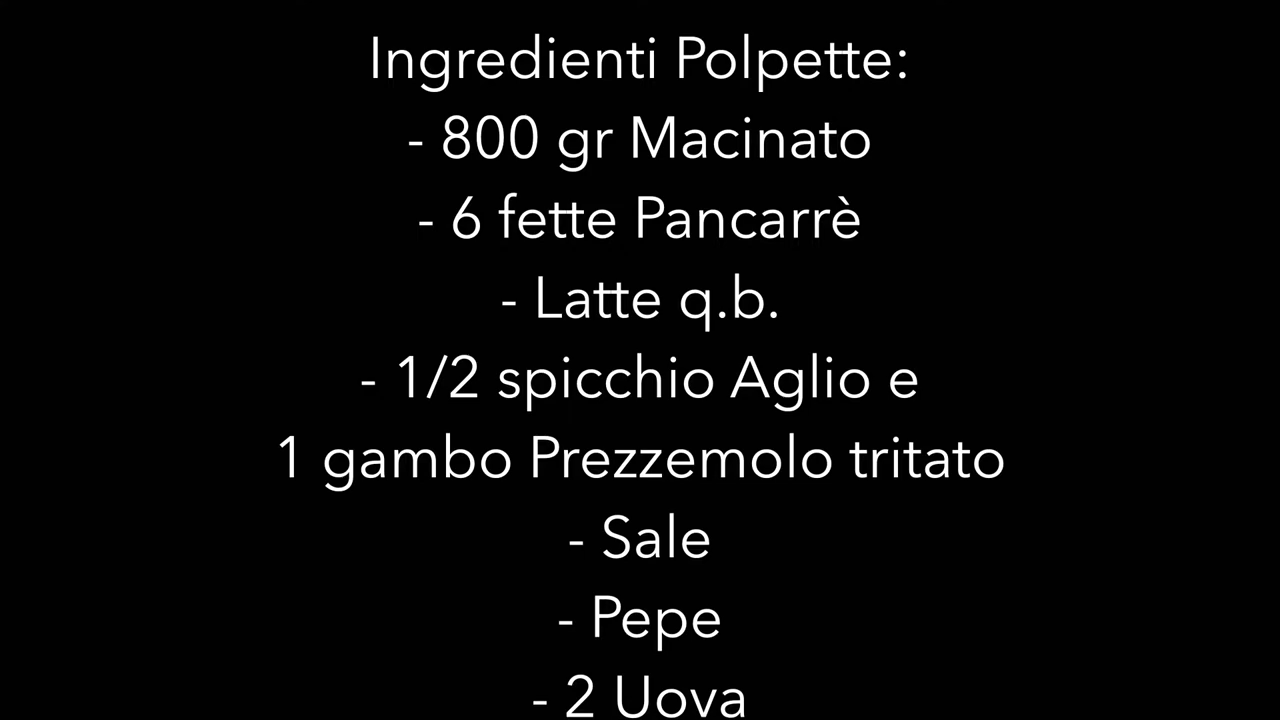 Ingredienti Polpette:
- 800 gr Macinato
- 6 fette Pancarrè
- Latte q.b.
- 1/2 spicchio Aglio e
1 gambo Prezzemolo tritato
- Sale
- Pepe
- 2 Uova